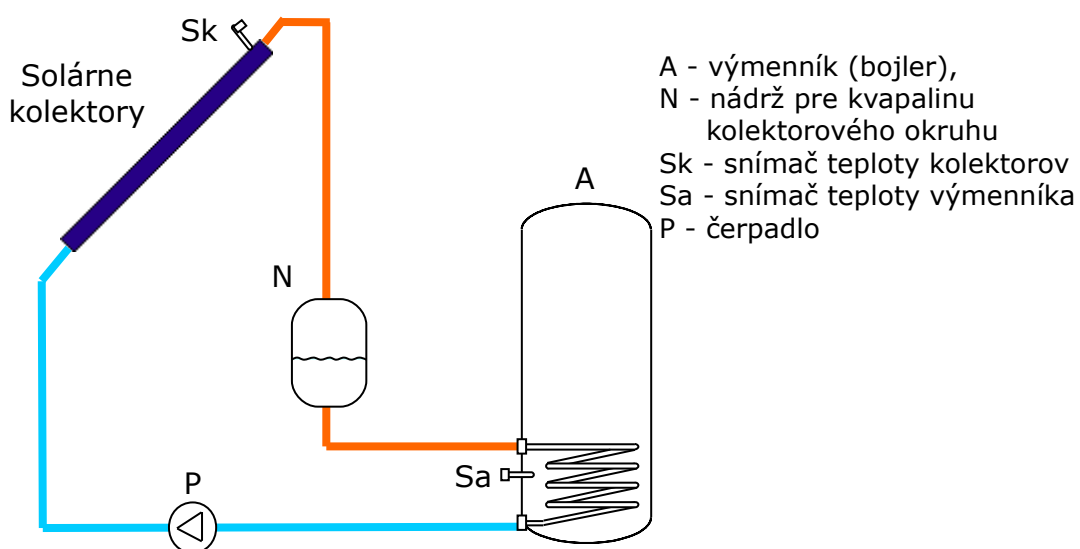 Sk
Solárne
kolektory
A - výmenník (bojler),
N - nádrž pre kvapalinu
kolektorového okruhu
Sk - snímač teploty kolektorov
Sa - snímač teploty výmenníka
P - čerpadlo
A
N
Sa
P